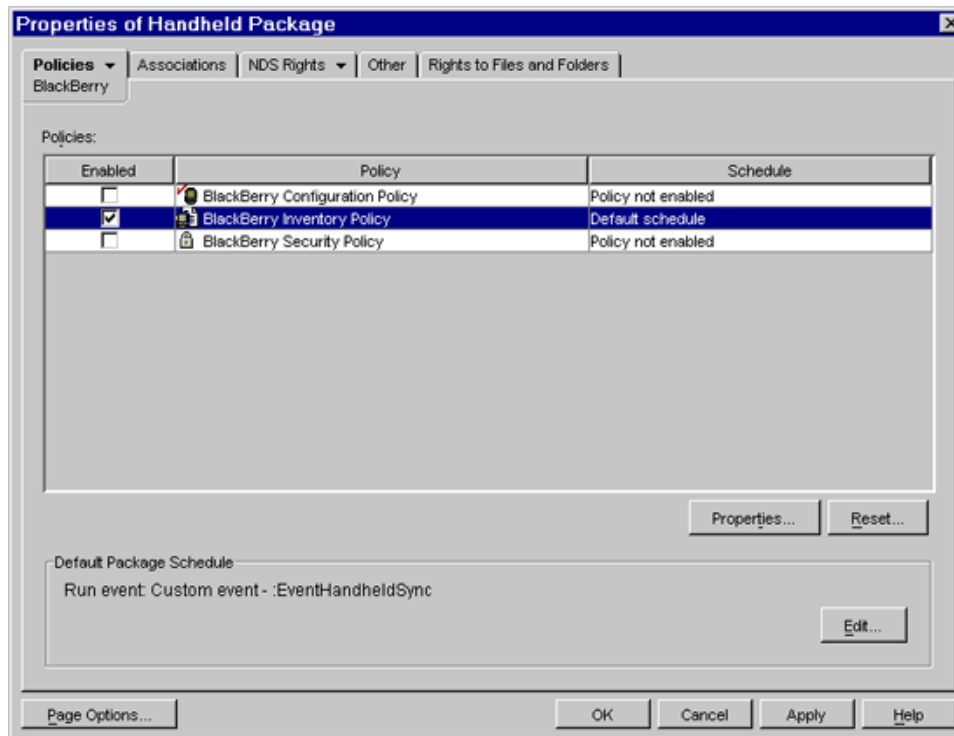 Properties of Handheld Package
Policies Associations NDS Rights Other Rights to Files and Folders
BlackBerry
Policies:
Enabled Policy Schedule
BlackBerry Configuration Policy Policy not enabled
BlackBerry Inventory Policy Default schedule
BlackBerry Security Policy Policy not enabled
Properties... Reset...
Default Package Schedule
Run event: Custom event - :EventHandheldSync
Edit...
Page Options... OK Cancel Apply Help